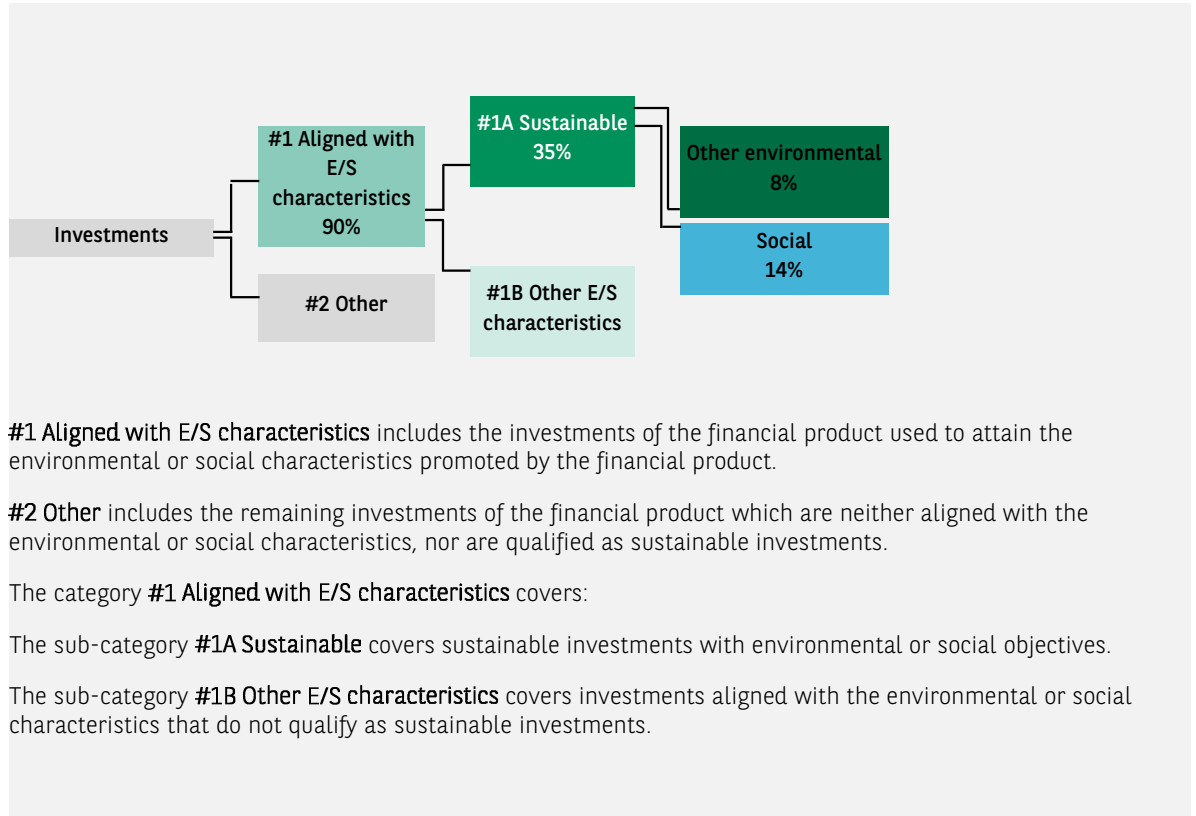 #1A Sustainable
35%
#1 Aligned with
E/S
characteristics
90%
Other environmental
8%
Investments
Social
14%
#2 Other
#1B Other E/S
characteristics
#1 Aligned with E/S characteristics includes the investments of the financial product used to attain the
environmental or social characteristics promoted by the financial product.
#2 Other includes the remaining investments of the financial product which are neither aligned with the
environmental or social characteristics, nor are qualified as sustainable investments.
The category #1 Aligned with E/S characteristics covers:
The sub-category #1A Sustainable covers sustainable investments with environmental or social objectives.
The sub-category #1B Other E/S characteristics covers investments aligned with the environmental or social
characteristics that do not qualify as sustainable investments.